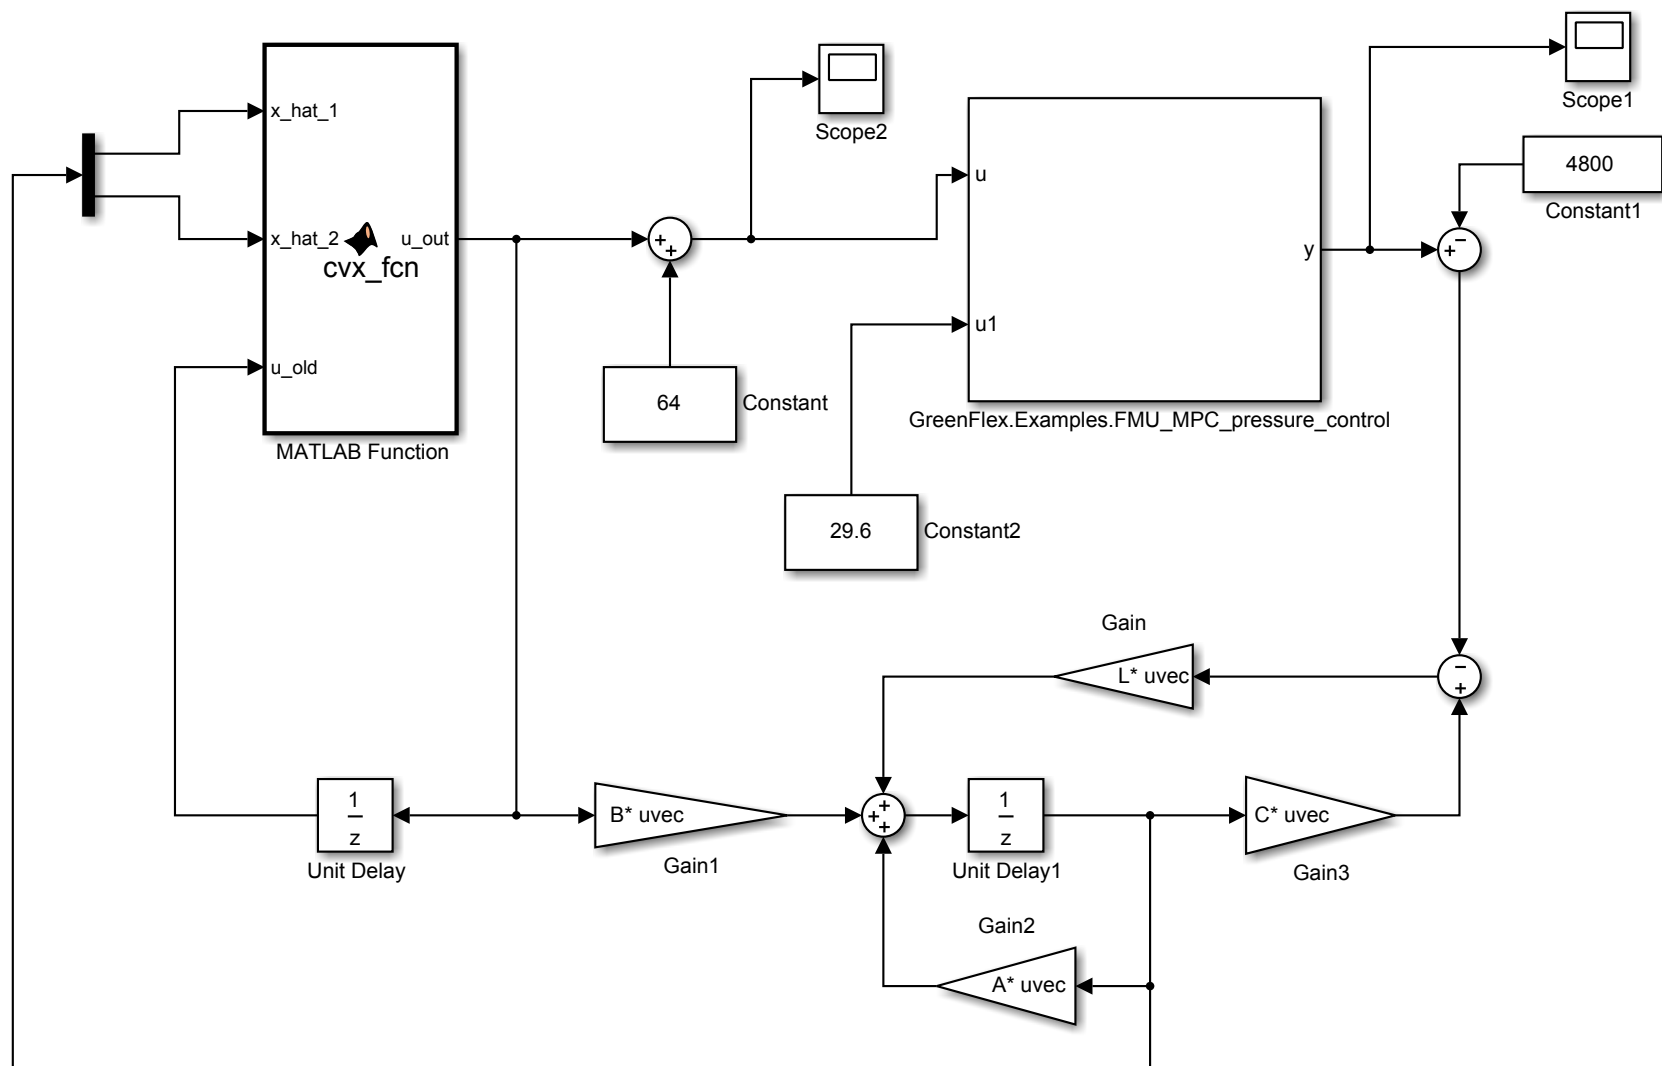 Scope1
Scope2
x_hat_1
4800
Constant1
u
x_hat_2
u_out
cvx_fcn
+
+
−
+
y
u1
u_old
64
Constant
GreenFlex.Examples.FMU_MPC_pressure_control
MATLAB Function
29.6
Constant2
Gain
L* uvec
−
+
1
z
Unit Delay
B* uvec
Gain1
+
+
+
1
z
Unit Delay1
C* uvec
Gain3
Gain2
A* uvec